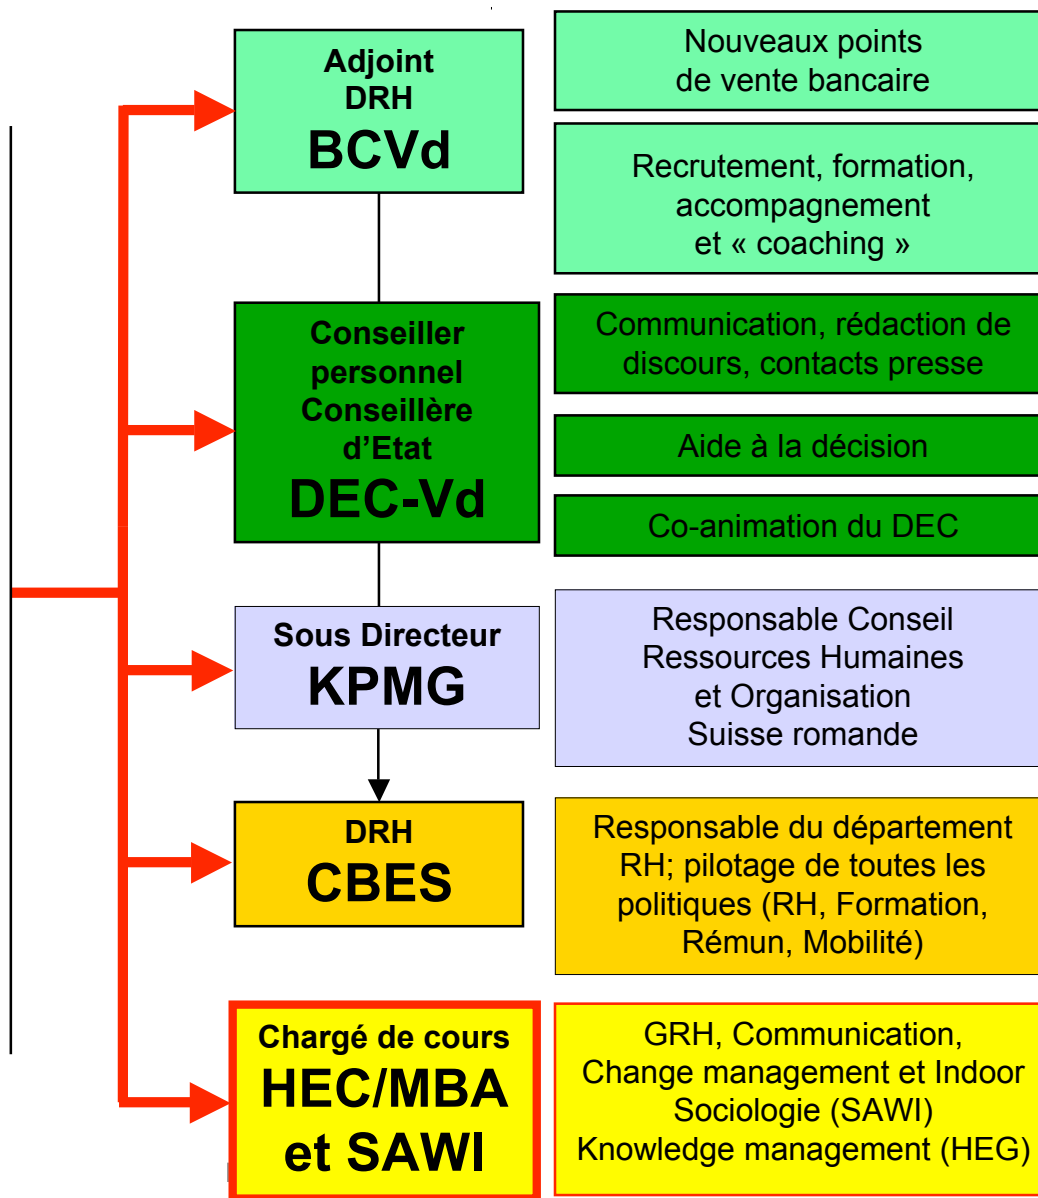 Adjoint
DRH
BCVd
Nouveaux points
de vente bancaire
Recrutement, formation,
accompagnement
et « coaching »
Conseiller
personnel
Conseillère
d’Etat
DEC-Vd
Communication, rédaction de
discours, contacts presse
Aide à la décision
Co-animation du DEC
Sous Directeur
KPMG
Responsable Conseil
Ressources Humaines
et Organisation
Suisse romande
DRH
CBES
Responsable du département
RH; pilotage de toutes les
politiques (RH, Formation,
Rémun, Mobilité)
Chargé de cours
HEC/MBA
et SAWI
GRH, Communication,
Change management et Indoor
Sociologie (SAWI)
Knowledge management (HEG)